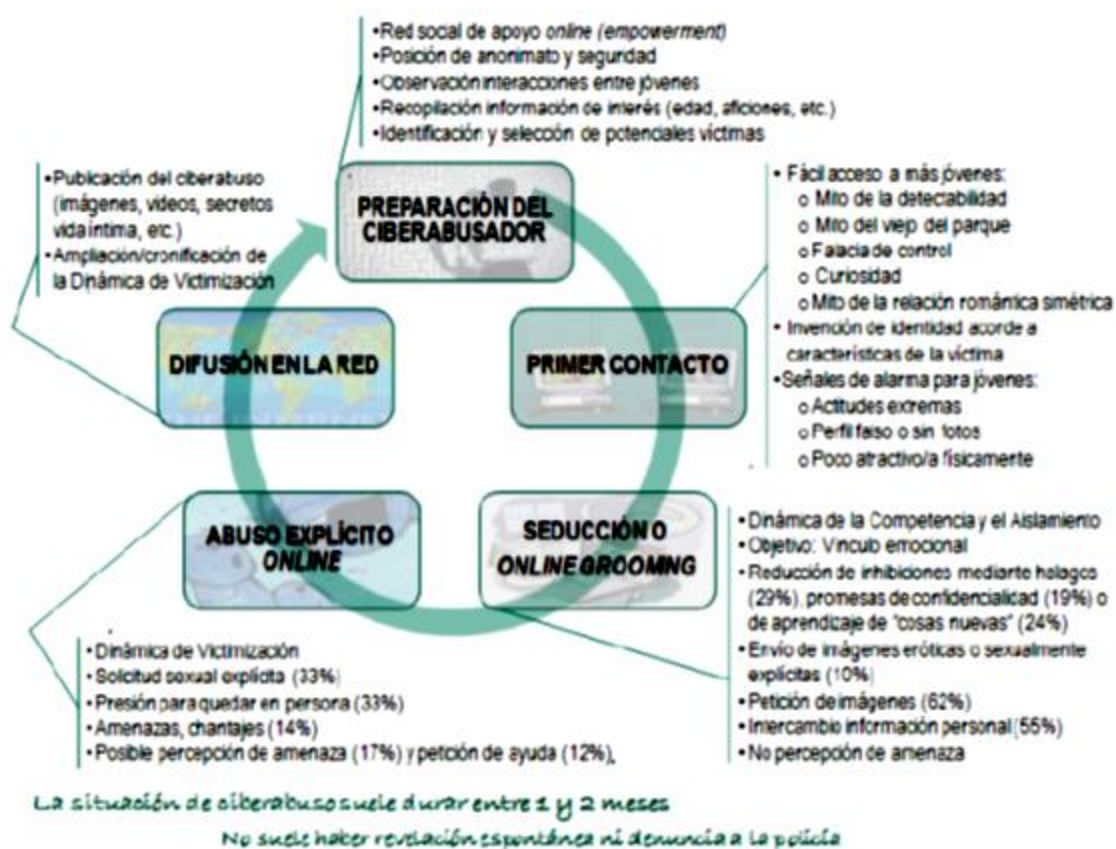 •Red social de apoyo online (empowerment)
•Posición de anonimato y seguridad
•Observación interacciones entre jóvenes
•Recopilación información de interés (edad, aficiones, etc.)
•Identificación y selección de potenciales víctimas
PREPARACIÓN DEL
CIBERABUSADOR
• Fácil acceso a más jóvenes:
o Mito de la detectabilidad
o Mito del viejo del parque
o Falacia de control
o Curiosidad
o Mito de la relación romántica simétrica
• Invención de identidad acorde a
características de la víctima
•Señales de alarma para jóvenes:
o Actitudes extremas
o Perfil falso o sin fotos
o Poco atractivo/a físicamente
PRIMER CONTACTO
SEDUCCIÓN O
ONLINE GROOMING
• Dinámica de la Competencia y el Aislamiento
•Objetivo: Vínculo emocional
•Reducción de inhibiciones mediante halagos
(29%), promesas de confidencialidad (19%) o
de aprendizaje de "cosas nuevas" (24%)
•Envío de imágenes eróticas o sexualmente
explícitas (10%)
•Petición de imágenes (62%)
•Intercambio información personal (55%)
•No percepción de amenaza
ABUSO EXPLÍCITO
ONLINE
• Dinámica de Victimización
•Solicitud sexual explícita (33%)
•Presión para quedar en persona (33%)
•Amenazas, chantajes (14%)
•Posible percepción de amenaza (17%) y petición de ayuda (12%),
•Publicación del ciberabuso
(imágenes, vídeos, secretos
vida íntima, etc.)
•Ampliación/cronificación de
la Dinámica de Victimización
DIFUSIÓN EN LA RED
La situación de ciberabuso suele durar entre 1 y 2 meses
No suele haber revelación espontánea ni denuncia a la policía